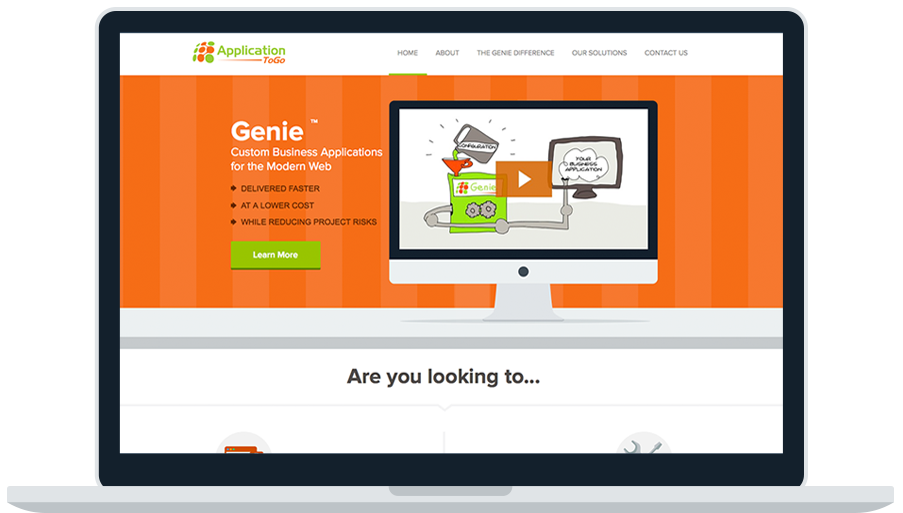 Application
ToGo
HOME
ABOUT
THE GENIE DIFFERENCE
OUR SOLUTIONS
CONTACT US
Genie ™
Custom Business Applications
for the Modern Web
DELIVERED FASTER
AT A LOWER COST
WHILE REDUCING PROJECT RISKS
Learn More
CONFIGURATION
Genie
YOUR
BUSINESS
APPLICATION
Are you looking to...